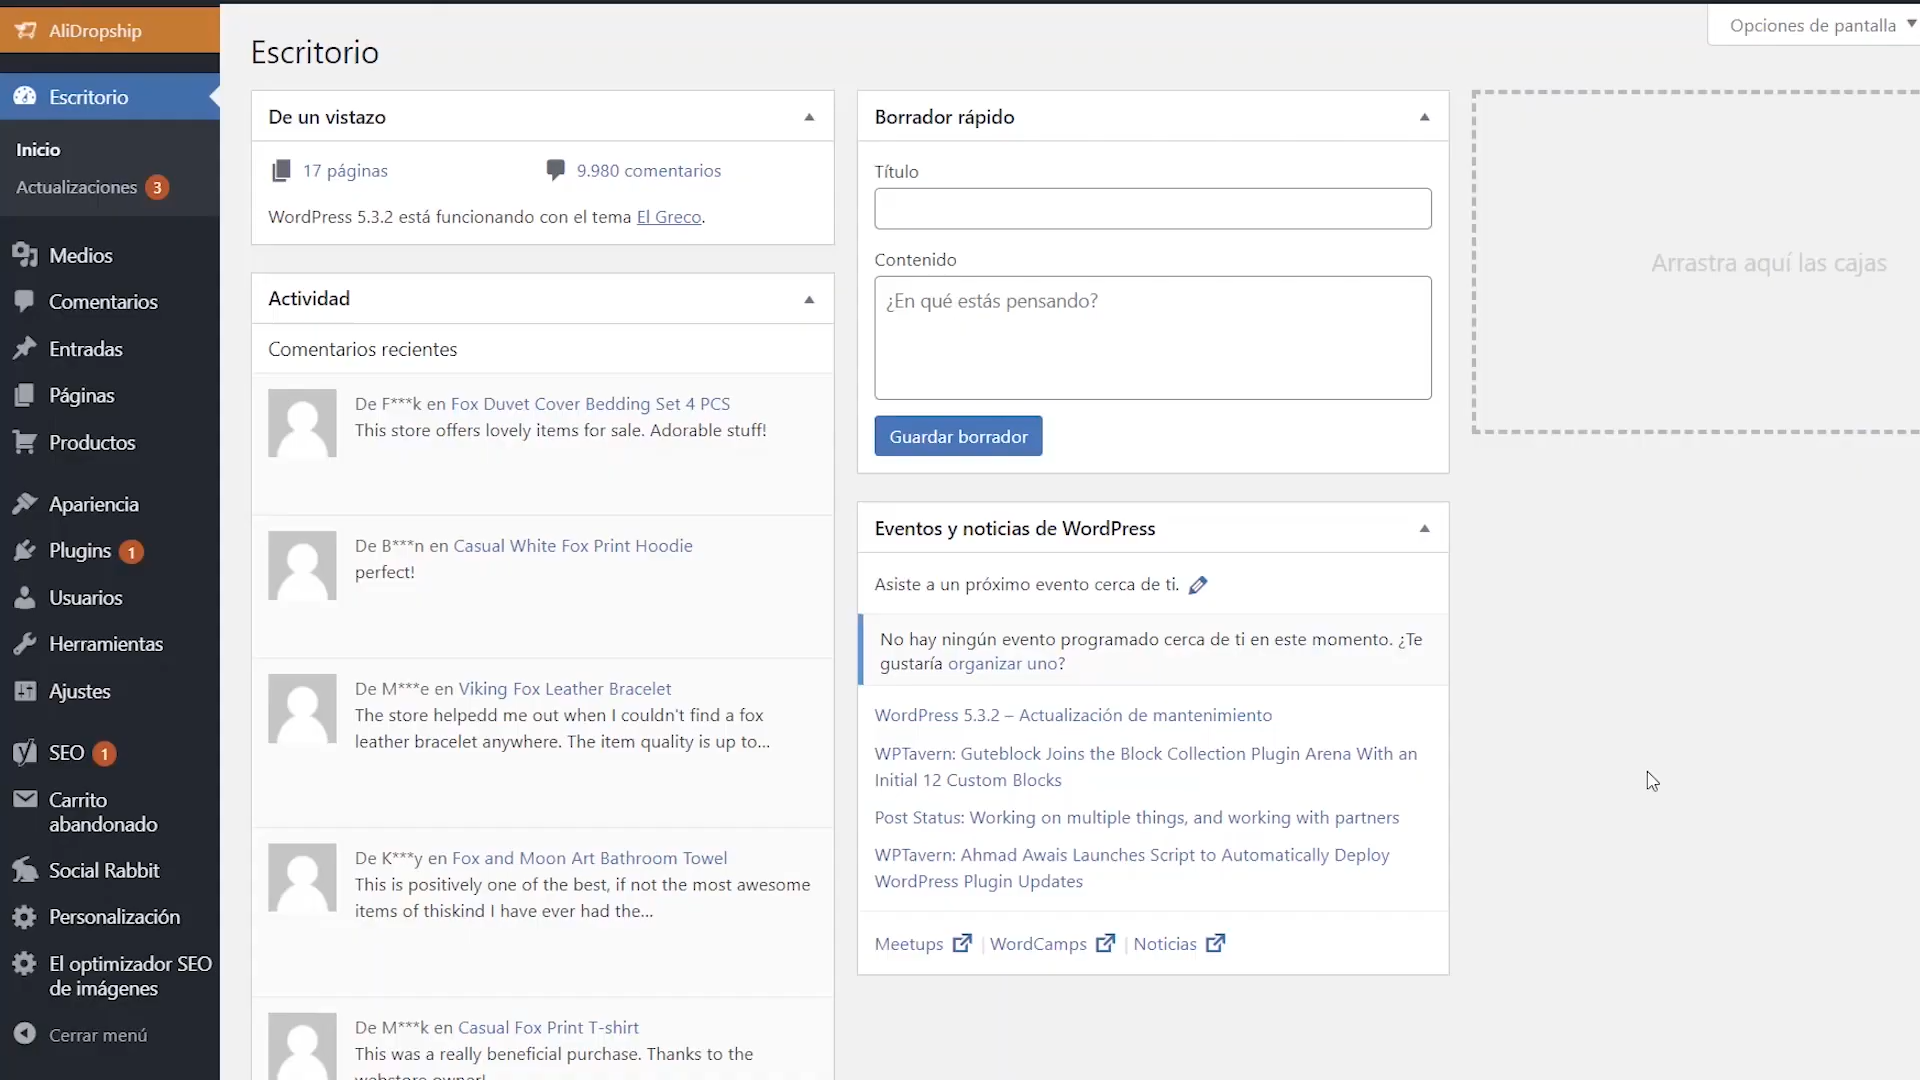 AliDropship
Escritorio
Inicio
Actualizaciones 3
Medios
Comentarios
Entradas
Páginas
Productos
Apariencia
Plugins 1
Usuarios
Herramientas
Ajustes
SEO 1
Carrito
abandonado
Social Rabbit
Personalización
El optimizador SEO
de imágenes
Cerrar menú
Opciones de pantalla
Escritorio
De un vistazo
17 páginas
9.980 comentarios
WordPress 5.3.2 está funcionando con el tema El Greco.
Actividad
Comentarios recientes
De F***k en Fox Duvet Cover Bedding Set 4 PCS
This store offers lovely items for sale. Adorable stuff!
De B***n en Casual White Fox Print Hoodie
perfect!
De M***e en Viking Fox Leather Bracelet
The store helpedd me out when I couldn't find a fox
leather bracelet anywhere. The item quality is up to...
De K***y en Fox and Moon Art Bathroom Towel
This is positively one of the best, if not the most awesome
items of thiskind I have ever had the...
De M***k en Casual Fox Print T-shirt
This was a really beneficial purchase. Thanks to the
webstore owner!
Borrador rápido
Título
Contenido
¿En qué estás pensando?
Guardar borrador
Eventos y noticias de WordPress
Asiste a un próximo evento cerca de ti.
No hay ningún evento programado cerca de ti en este momento. ¿Te
gustaría organizar uno?
WordPress 5.3.2 – Actualización de mantenimiento
WPTavern: Guteblock Joins the Block Collection Plugin Arena With an
Initial 12 Custom Blocks
Post Status: Working on multiple things, and working with partners
WPTavern: Ahmad Awais Launches Script to Automatically Deploy
WordPress Plugin Updates
Meetups | WordCamps | Noticias
Arrastra aquí las cajas